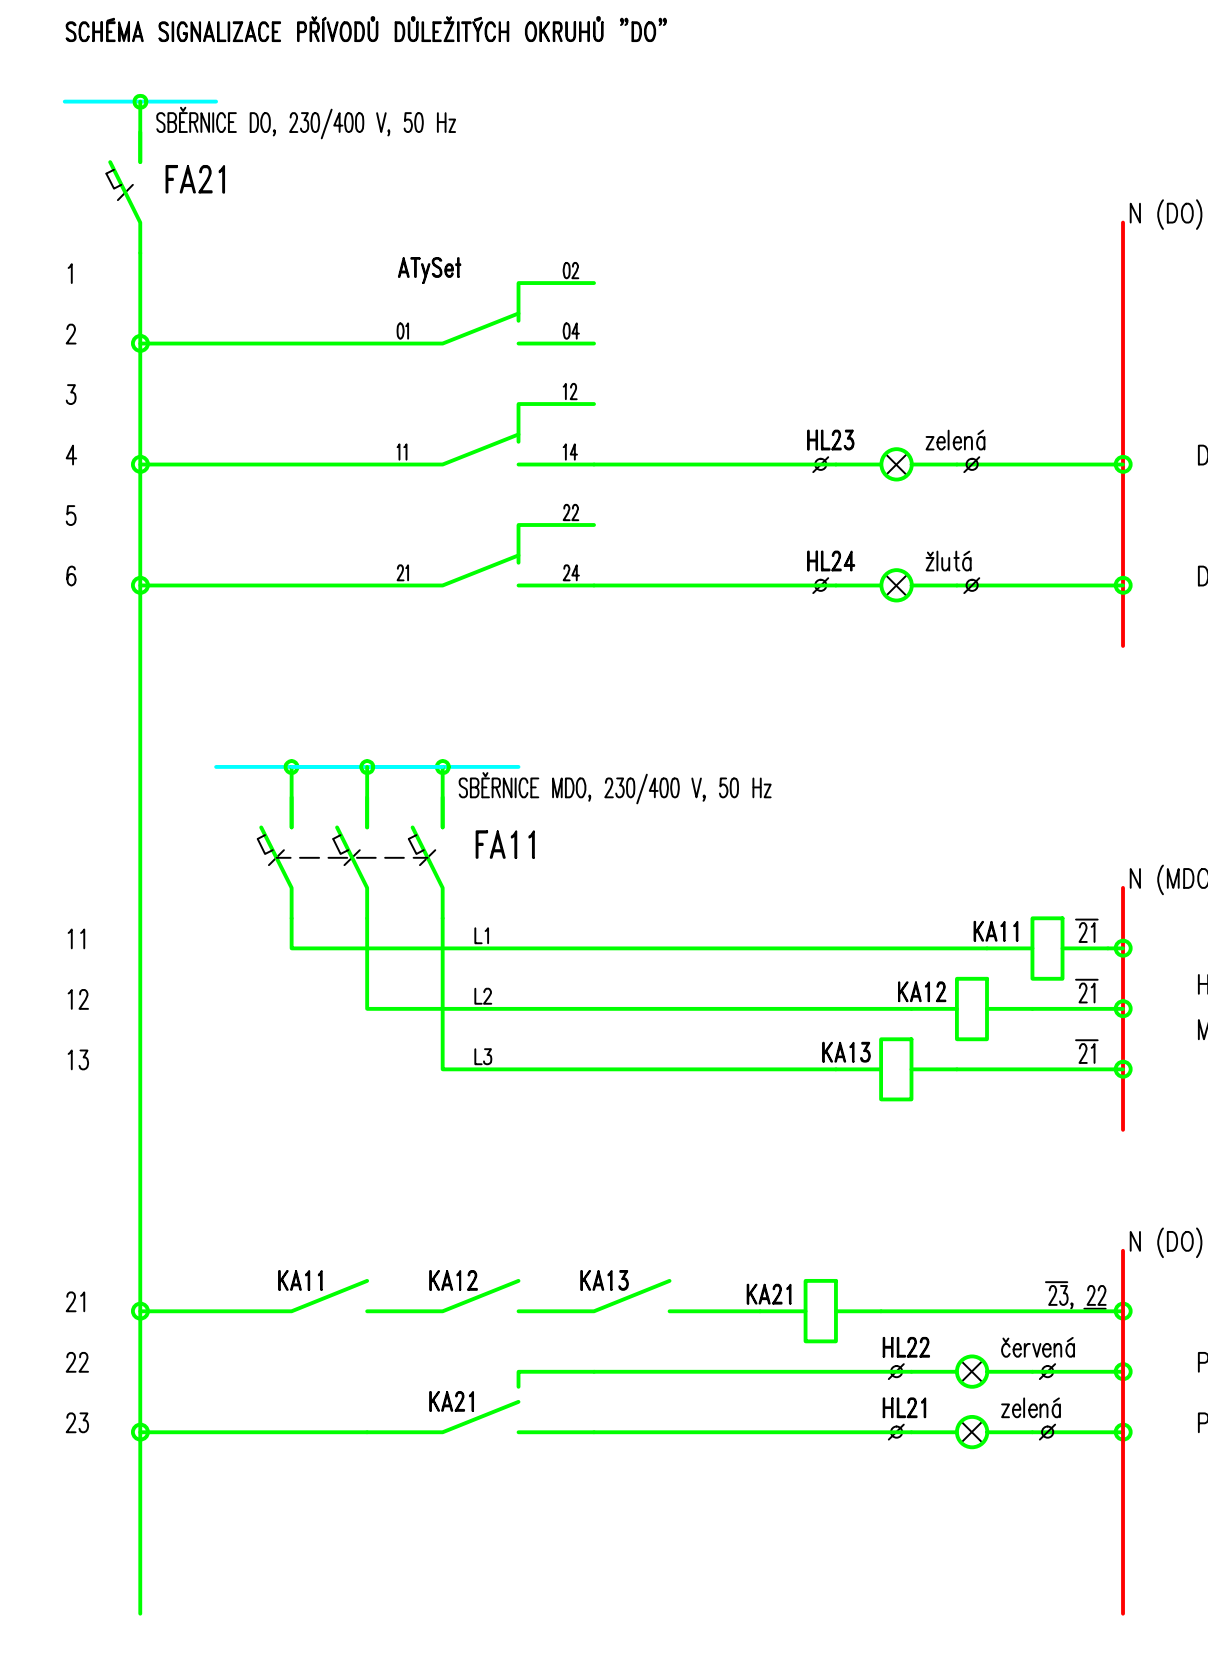 SCHÉMA SIGNALIZACE PŘÍVODŮ DŮLEŽITÝCH OKRUHŮ "DO"
SBĚRNICE DO, 230/400 V, 50 Hz
FA21
N (DO)
1
ATySet
02
2
01
04
3
12
4
11
14
HL23
zelená
D
5
22
6
21
24
HL24
žlutá
D
SBĚRNICE MDO, 230/400 V, 50 Hz
FA11
N (MDO
11
L1
KA11
21
12
L2
KA12
21
H
M
13
L3
KA13
21
N (DO)
21
KA11
KA12
KA13
KA21
23, 22
22
HL22
červená
P
23
KA21
HL21
zelená
P